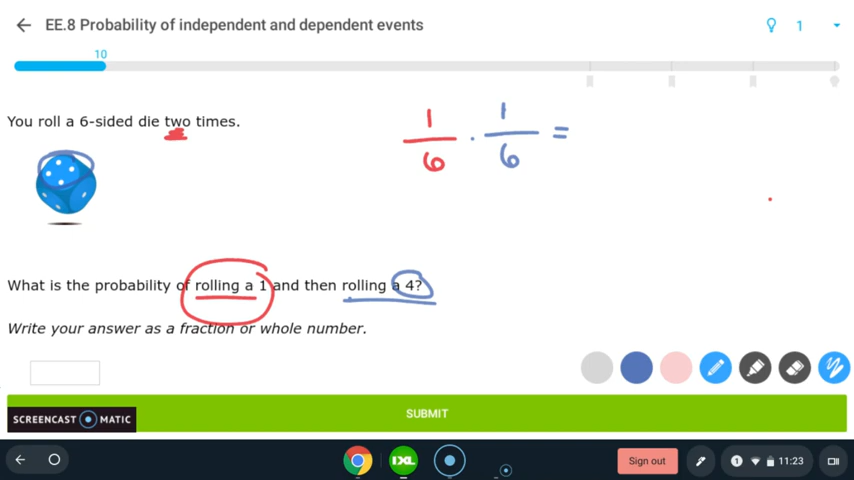 EE.8 Probability of independent and dependent events
1
10
You roll a 6-sided die two times.
1/6 · 1/6 =
What is the probability of rolling a 1 and then rolling a 4?
Write your answer as a fraction or whole number.
SUBMIT
SCREENCAST MATIC
IXL
Sign out
1
11:23